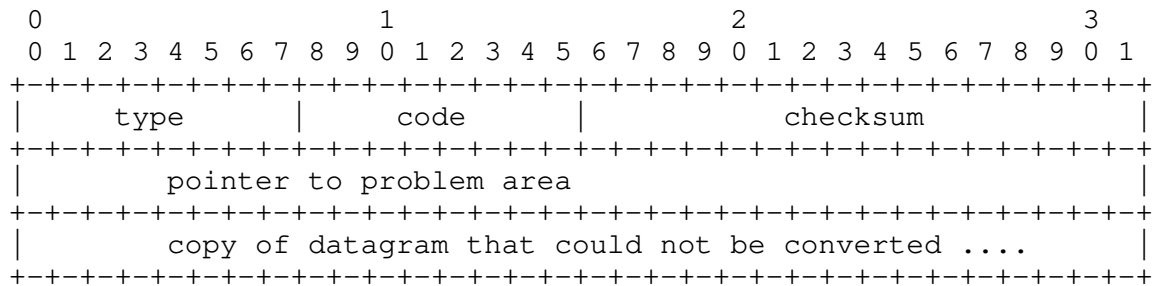 0                   1                   2                   3
 0 1 2 3 4 5 6 7 8 9 0 1 2 3 4 5 6 7 8 9 0 1 2 3 4 5 6 7 8 9 0 1
+-+-+-+-+-+-+-+-+-+-+-+-+-+-+-+-+-+-+-+-+-+-+-+-+-+-+-+-+-+-+-+-+
|     type      |     code      |           checksum            |
+-+-+-+-+-+-+-+-+-+-+-+-+-+-+-+-+-+-+-+-+-+-+-+-+-+-+-+-+-+-+-+-+
|        pointer to problem area                                |
+-+-+-+-+-+-+-+-+-+-+-+-+-+-+-+-+-+-+-+-+-+-+-+-+-+-+-+-+-+-+-+-+
|        copy of datagram that could not be converted ....      |
+-+-+-+-+-+-+-+-+-+-+-+-+-+-+-+-+-+-+-+-+-+-+-+-+-+-+-+-+-+-+-+-+